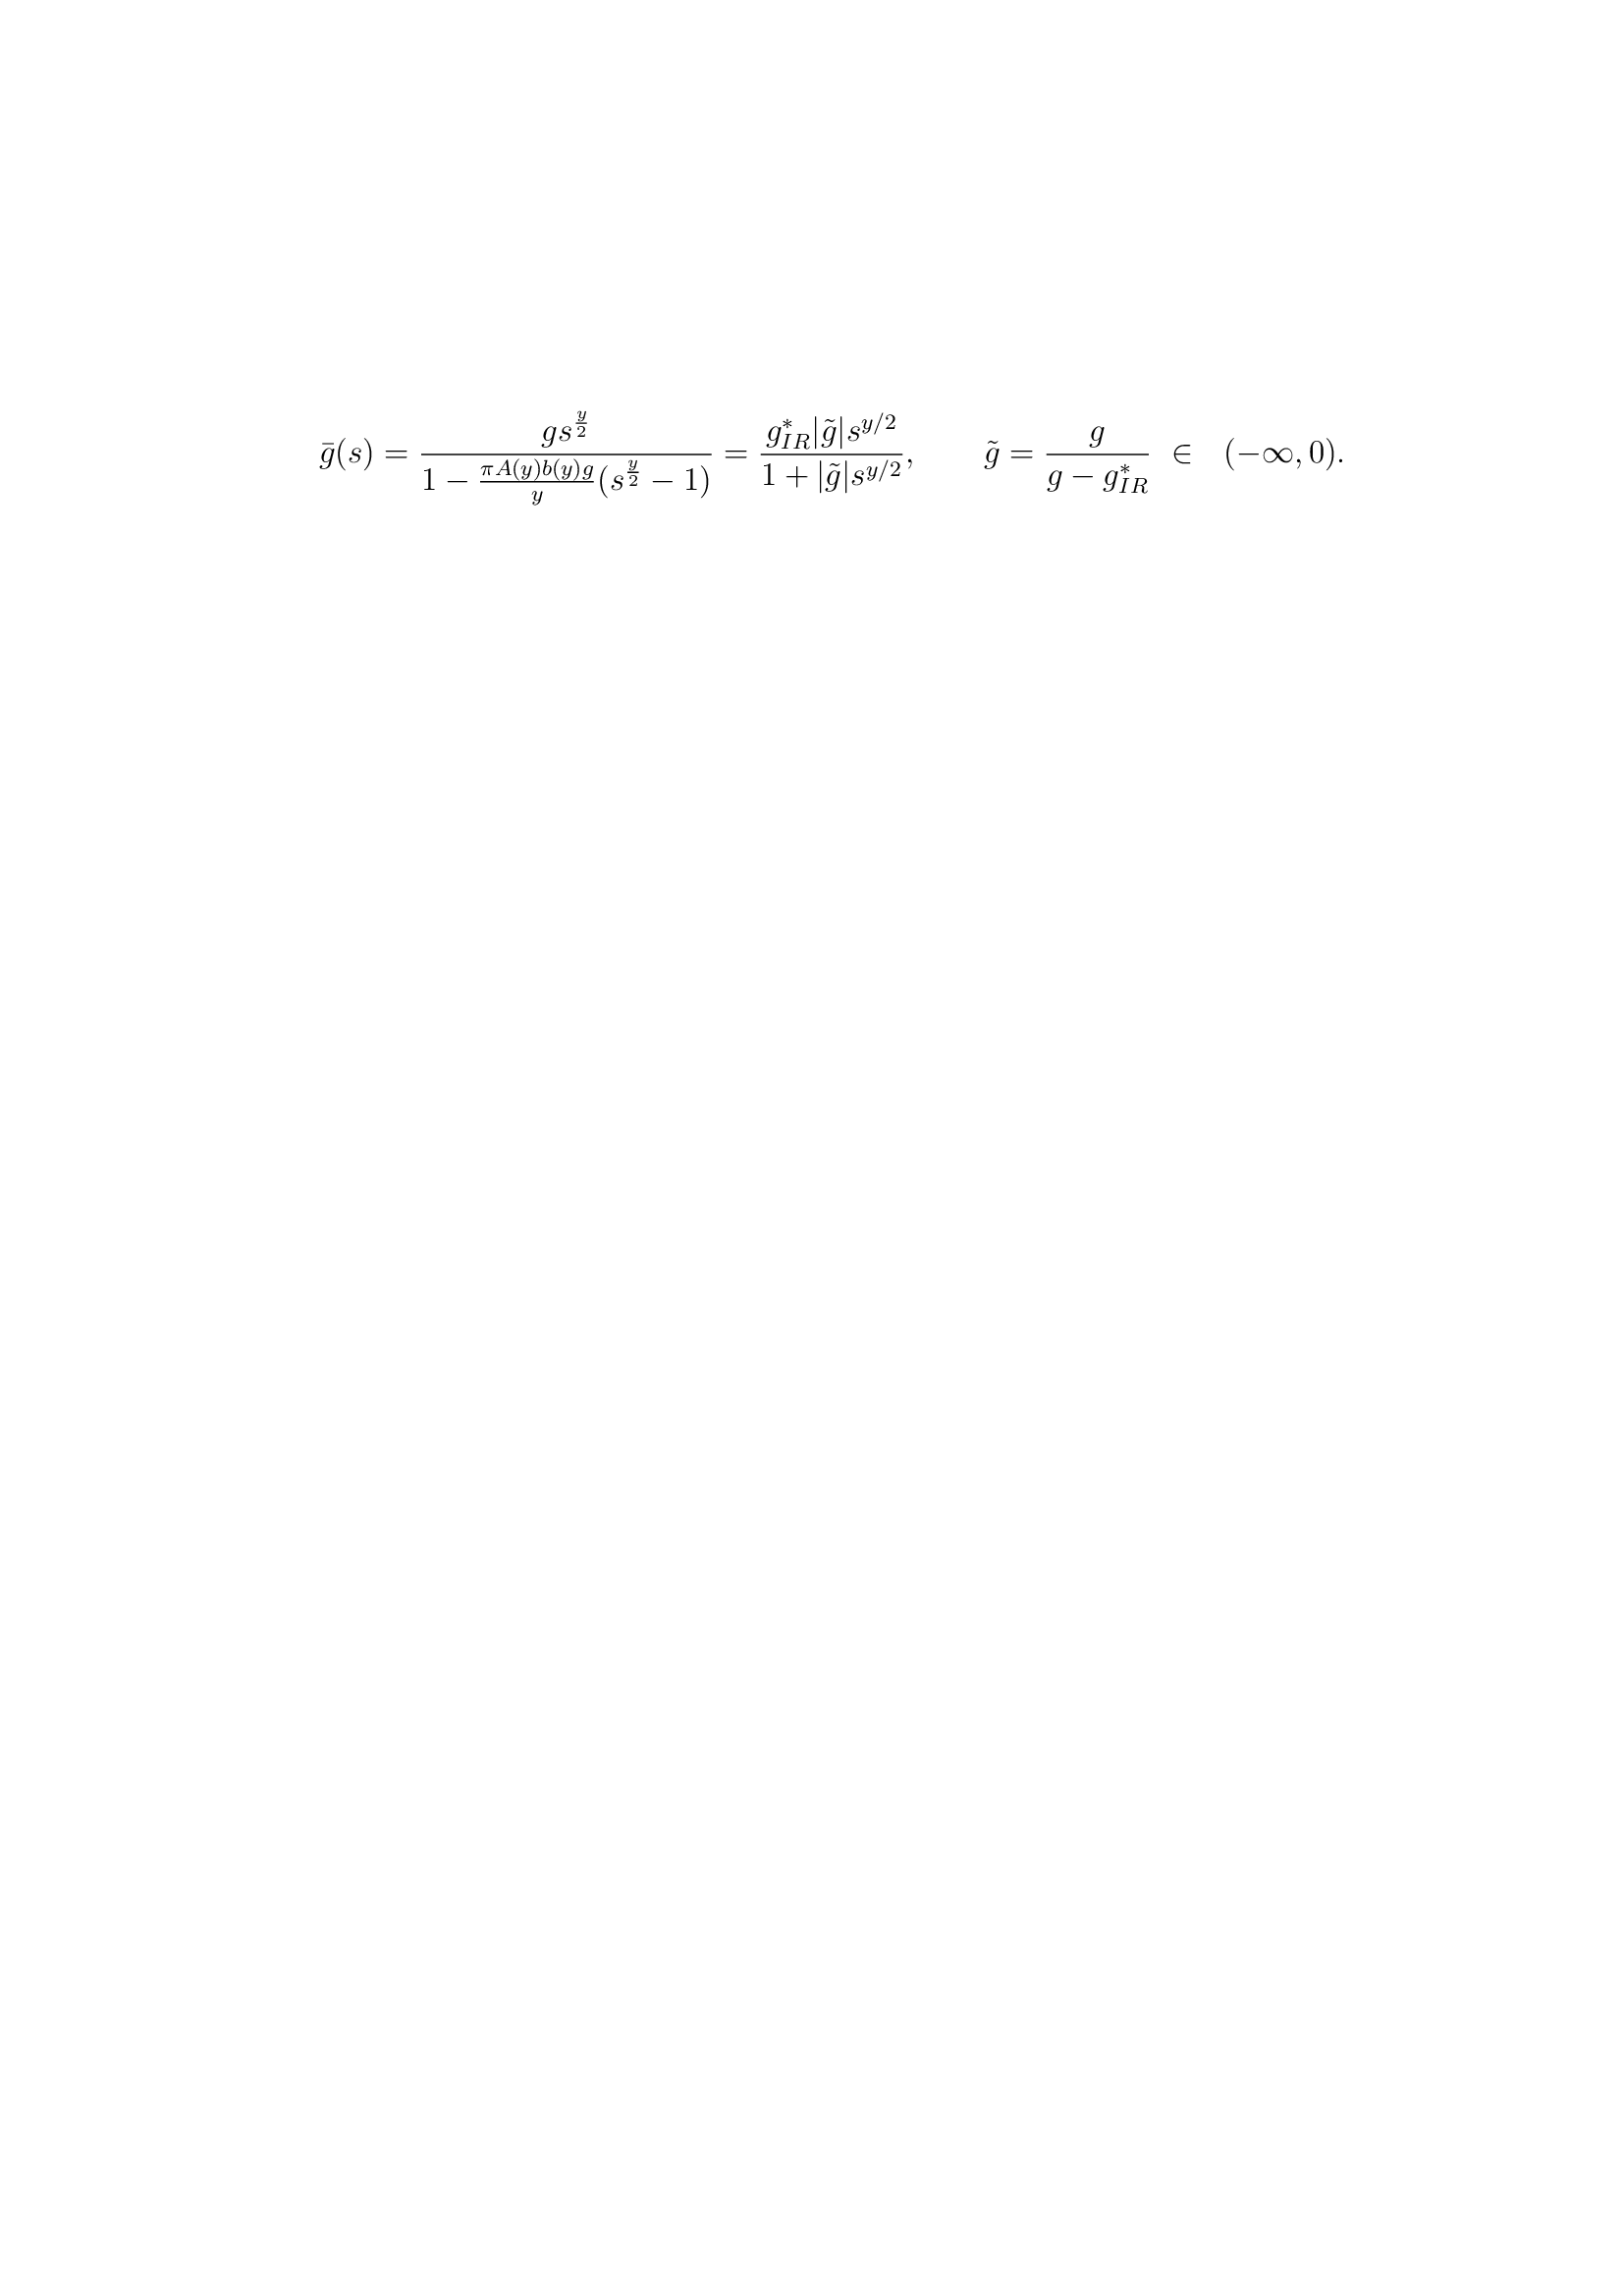 $\bar{g}(s) = \frac{g s^{\frac{y}{2}}}{1 - \frac{\pi A(y) b(y) g}{y} (s^{\frac{y}{2}} - 1)} = \frac{g^*_{IR} |\tilde{g}| s^{y/2}}{1 + |\tilde{g}| s^{y/2}}, \qquad \tilde{g} = \frac{g}{g - g^*_{IR}} \ \in \ (-\infty, 0).$